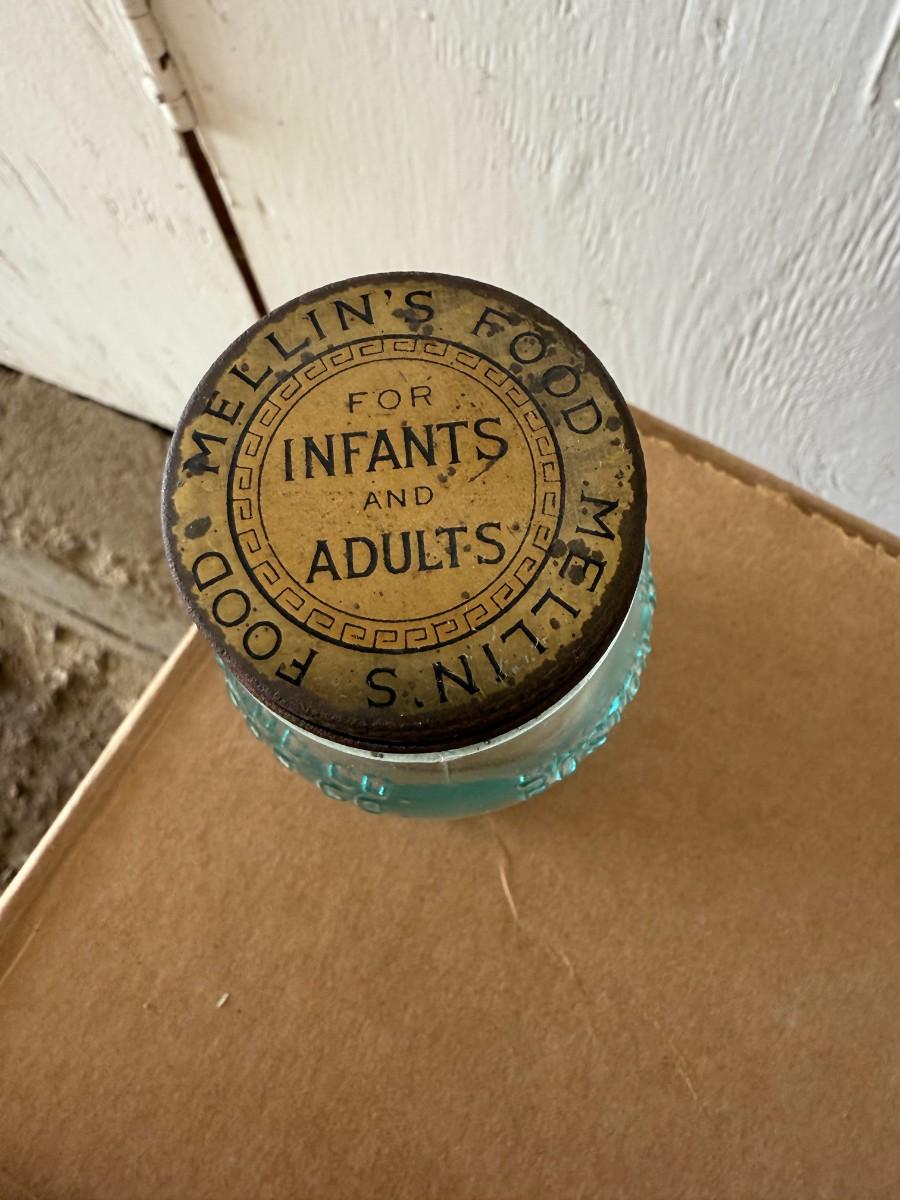 MELLIN'S FOOD MELLIN'S FOOD
FOR
INFANTS
AND
ADULTS